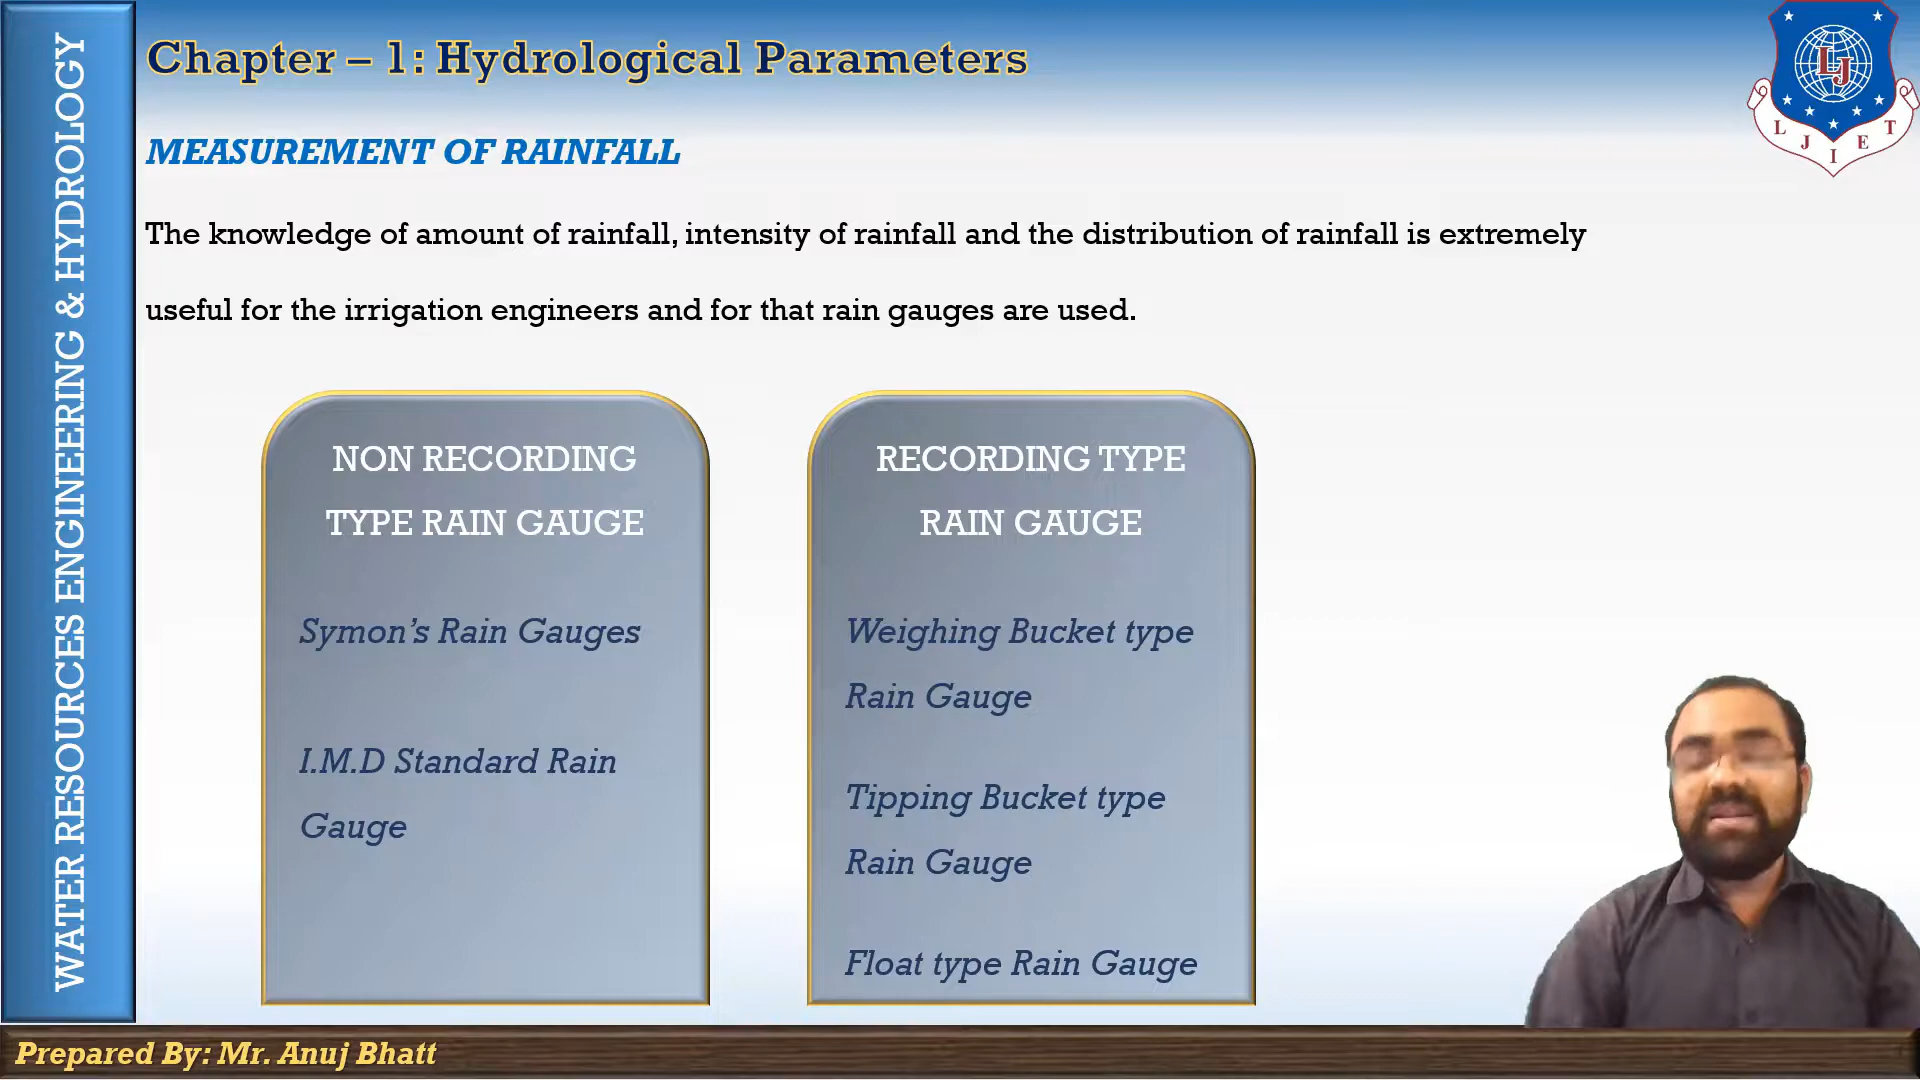 WATER RESOURCES ENGINEERING & HYDROLOGY
Chapter – 1: Hydrological Parameters
LJ
L J I E T
MEASUREMENT OF RAINFALL
The knowledge of amount of rainfall, intensity of rainfall and the distribution of rainfall is extremely
useful for the irrigation engineers and for that rain gauges are used.
NON RECORDING
TYPE RAIN GAUGE
Symon’s Rain Gauges
I.M.D Standard Rain
Gauge
RECORDING TYPE
RAIN GAUGE
Weighing Bucket type
Rain Gauge
Tipping Bucket type
Rain Gauge
Float type Rain Gauge
Prepared By: Mr. Anuj Bhatt